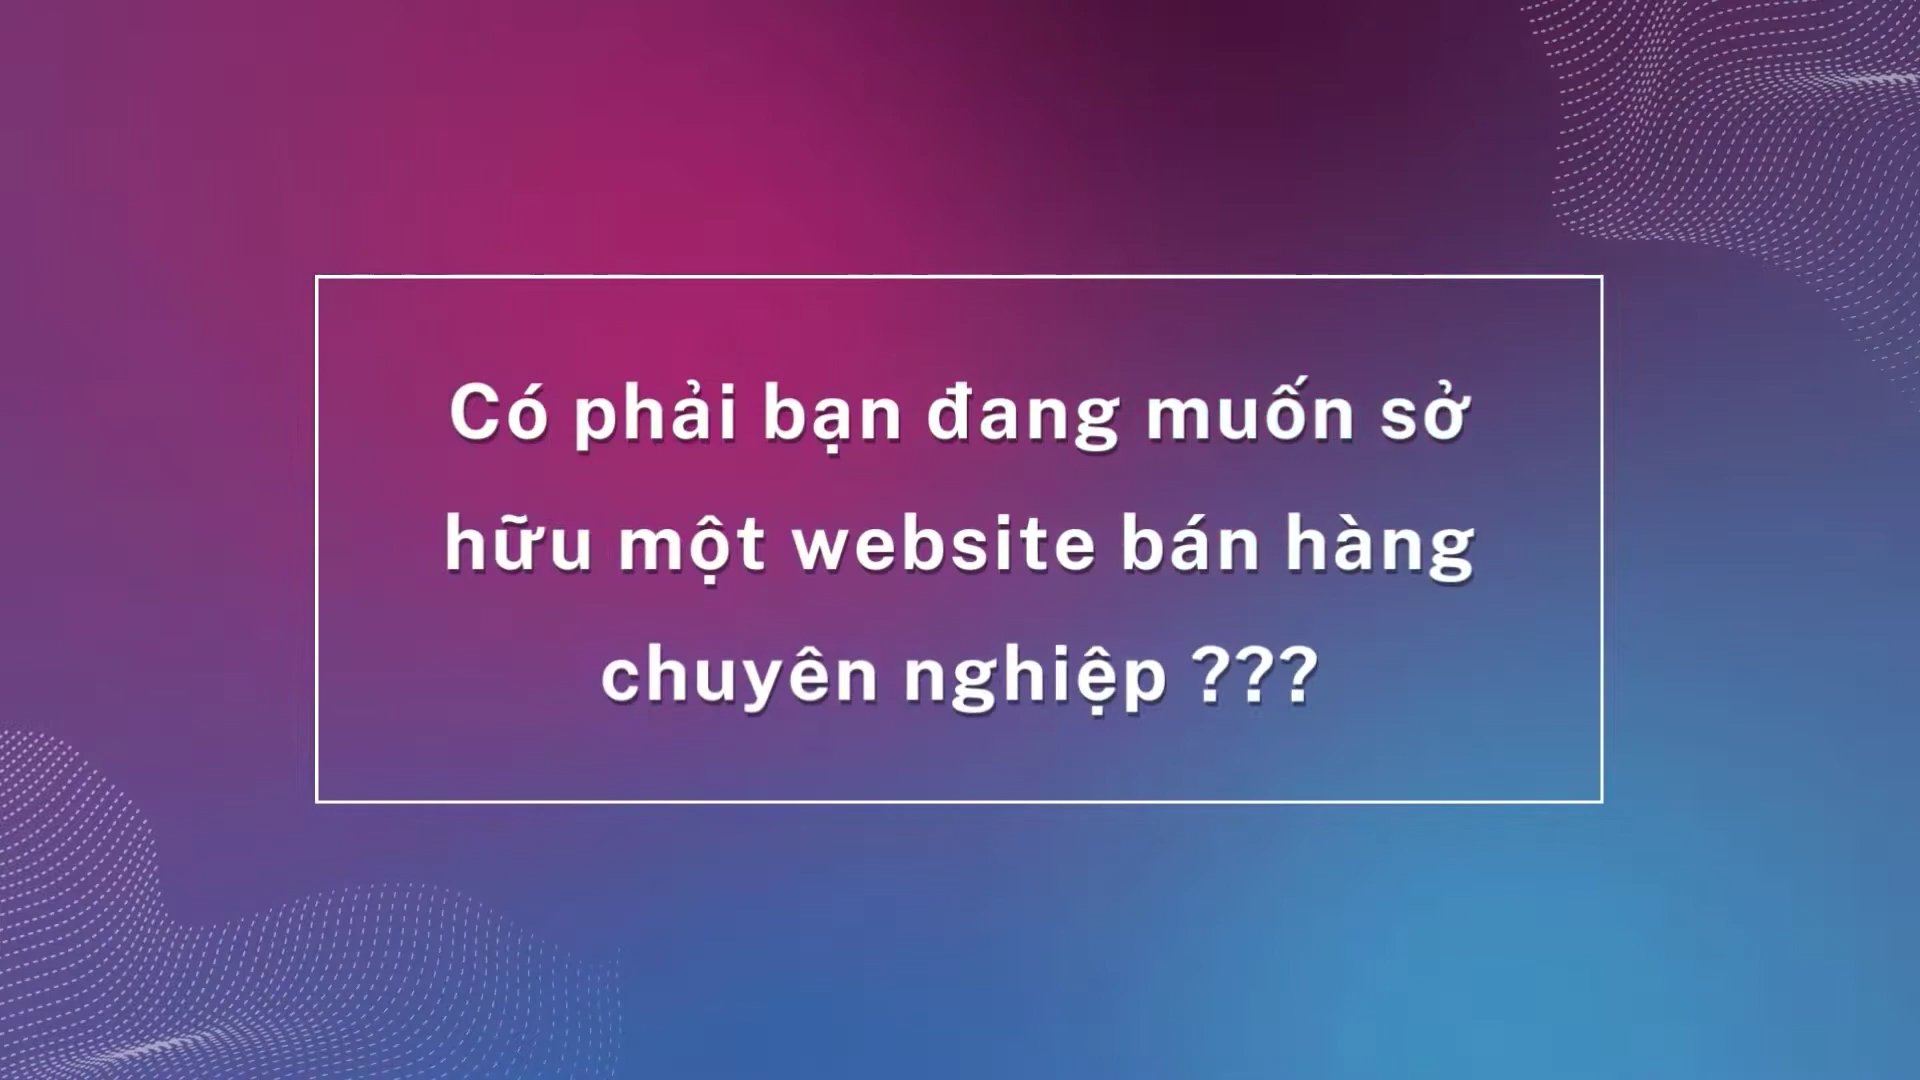 Có phải bạn đang muốn sở
hữu một website bán hàng
chuyên nghiệp ???